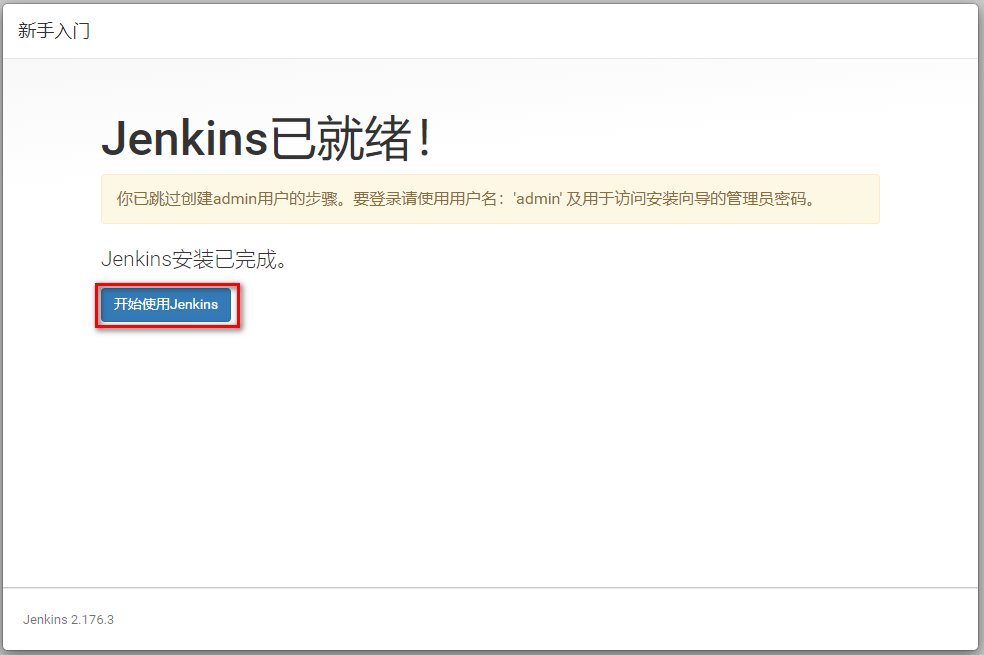 新手入门
Jenkins已就绪！
你已跳过创建admin用户的步骤。要登录请使用用户名：'admin' 及用于访问安装向导的管理员密码。
Jenkins安装已完成。
开始使用Jenkins
Jenkins 2.176.3